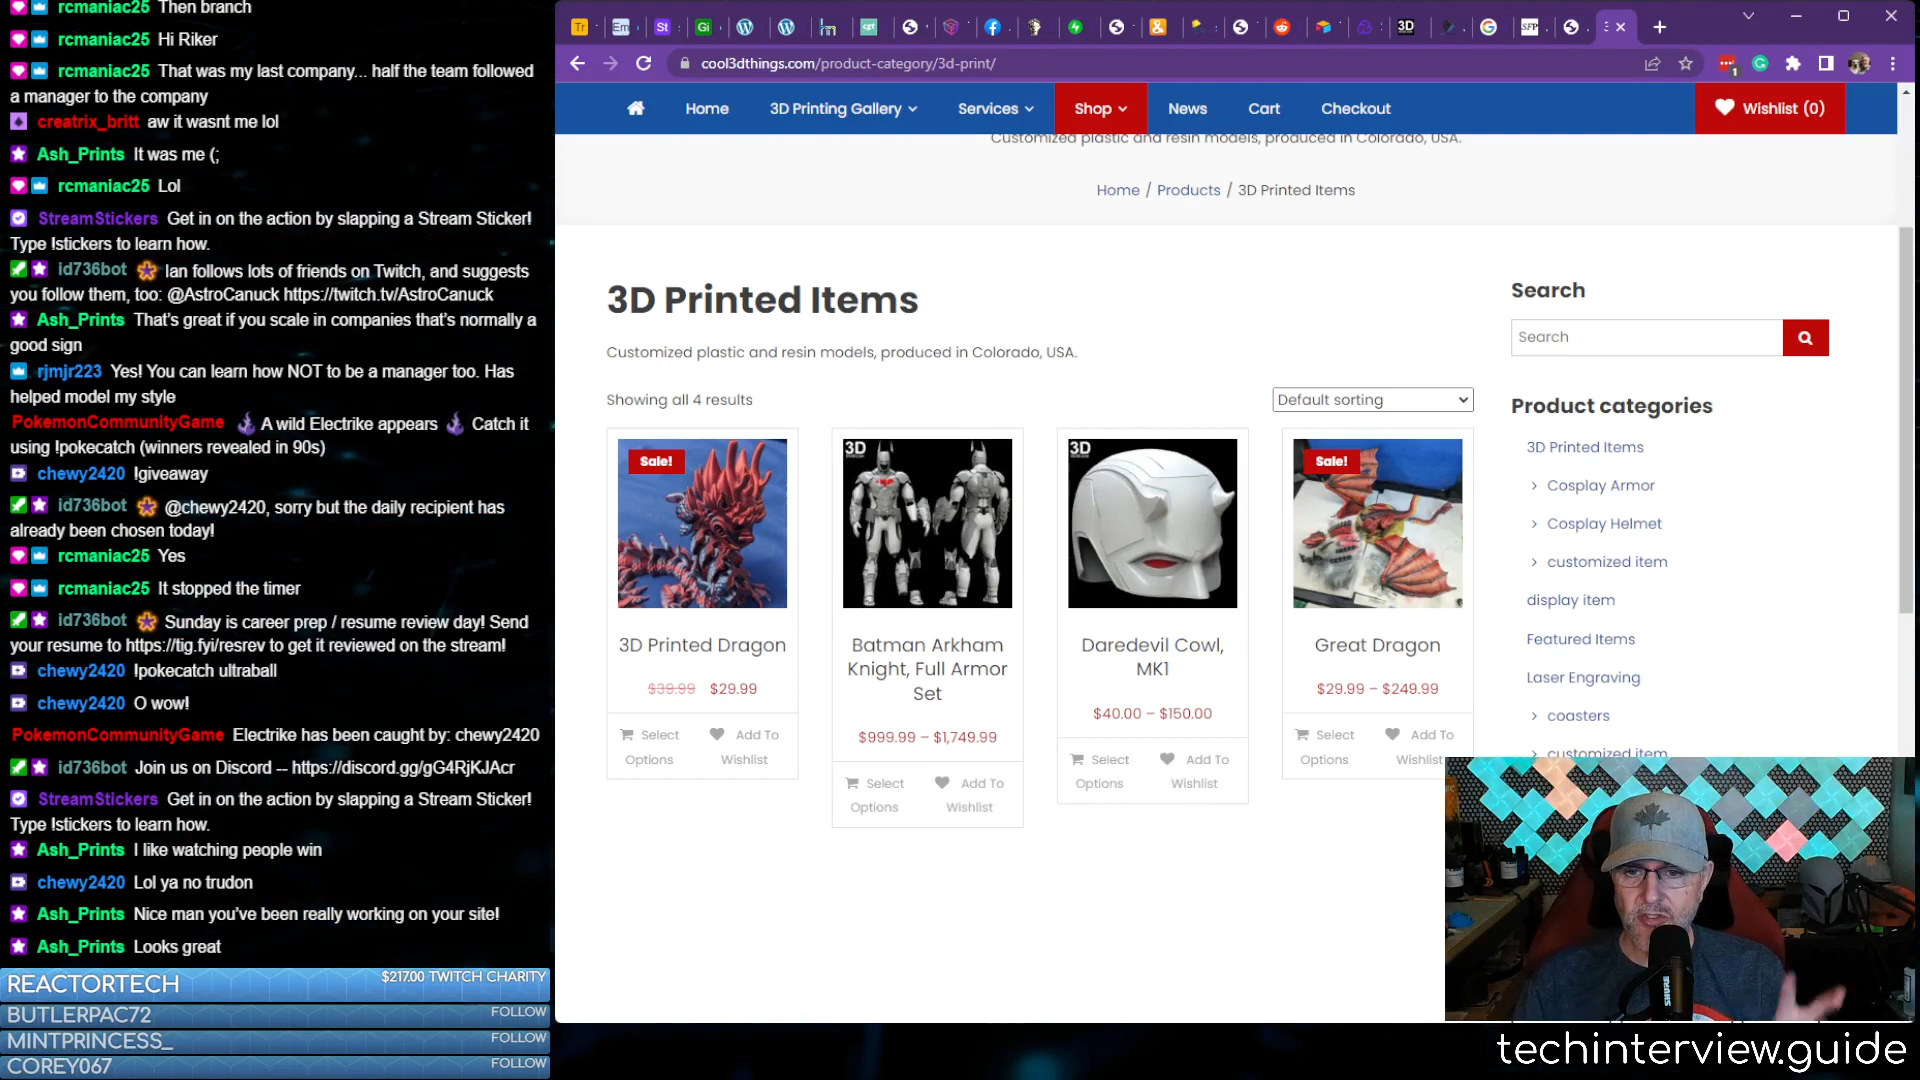 rcmaniac25 Then branch
rcmaniac25 Hi Riker
rcmaniac25 That was my last company... half the team followed
a manager to the company
creatrix_britt aw it wasnt me lol
Ash_Prints It was me (;
rcmaniac25 Lol
StreamStickers Get in on the action by slapping a Stream Sticker!
Type !stickers to learn how.
id736bot Ian follows lots of friends on Twitch, and suggests
you follow them, too: @AstroCanuck https://twitch.tv/AstroCanuck
Ash_Prints That's great if you scale in companies that's normally a
good sign
rjmjr223 Yes! You can learn how NOT to be a manager too. Has
helped model my style
PokemonCommunityGame A wild Electrike appears Catch it
using !pokecatch (winners revealed in 90s)
chewy2420 !giveaway
id736bot @chewy2420, sorry but the daily recipient has
already been chosen today!
rcmaniac25 Yes
rcmaniac25 It stopped the timer
id736bot Sunday is career prep / resume review day! Send
your resume to https://tig.fyi/resrev to get it reviewed on the stream!
chewy2420 !pokecatch ultraball
chewy2420 O wow!
PokemonCommunityGame Electrike has been caught by: chewy2420
id736bot Join us on Discord -- https://discord.gg/gG4RjKJAcr
StreamStickers Get in on the action by slapping a Stream Sticker!
Type !stickers to learn how.
Ash_Prints I like watching people win
chewy2420 Lol ya no trudon
Ash_Prints Nice man you've been really working on your site!
Ash_Prints Looks great
REACTORTECH $217.00 TWITCH CHARITY
BUTLERPAC72 FOLLOW
MINTPRINCESS_ FOLLOW
COREY067 FOLLOW
Tr Em St Gi 3D SFP
cool3dthings.com/product-category/3d-print/
1
Home 3D Printing Gallery Services Shop News Cart Checkout Wishlist (0)
Customized plastic and resin models, produced in Colorado, USA.
Home / Products / 3D Printed Items
3D Printed Items
Customized plastic and resin models, produced in Colorado, USA.
Showing all 4 results
Default sorting
Sale!
3D Printed Dragon
$39.99 $29.99
Select Options
Add To Wishlist
3D
Batman Arkham
Knight, Full Armor
Set
$999.99 – $1,749.99
Select Options
Add To Wishlist
3D
Daredevil Cowl,
MK1
$40.00 – $150.00
Select Options
Add To Wishlist
Sale!
Great Dragon
$29.99 – $249.99
Select Options
Add To Wishlist
Search
Search
Product categories
3D Printed Items
Cosplay Armor
Cosplay Helmet
customized item
display item
Featured Items
Laser Engraving
coasters
customized item
SHURE
techinterview.guide